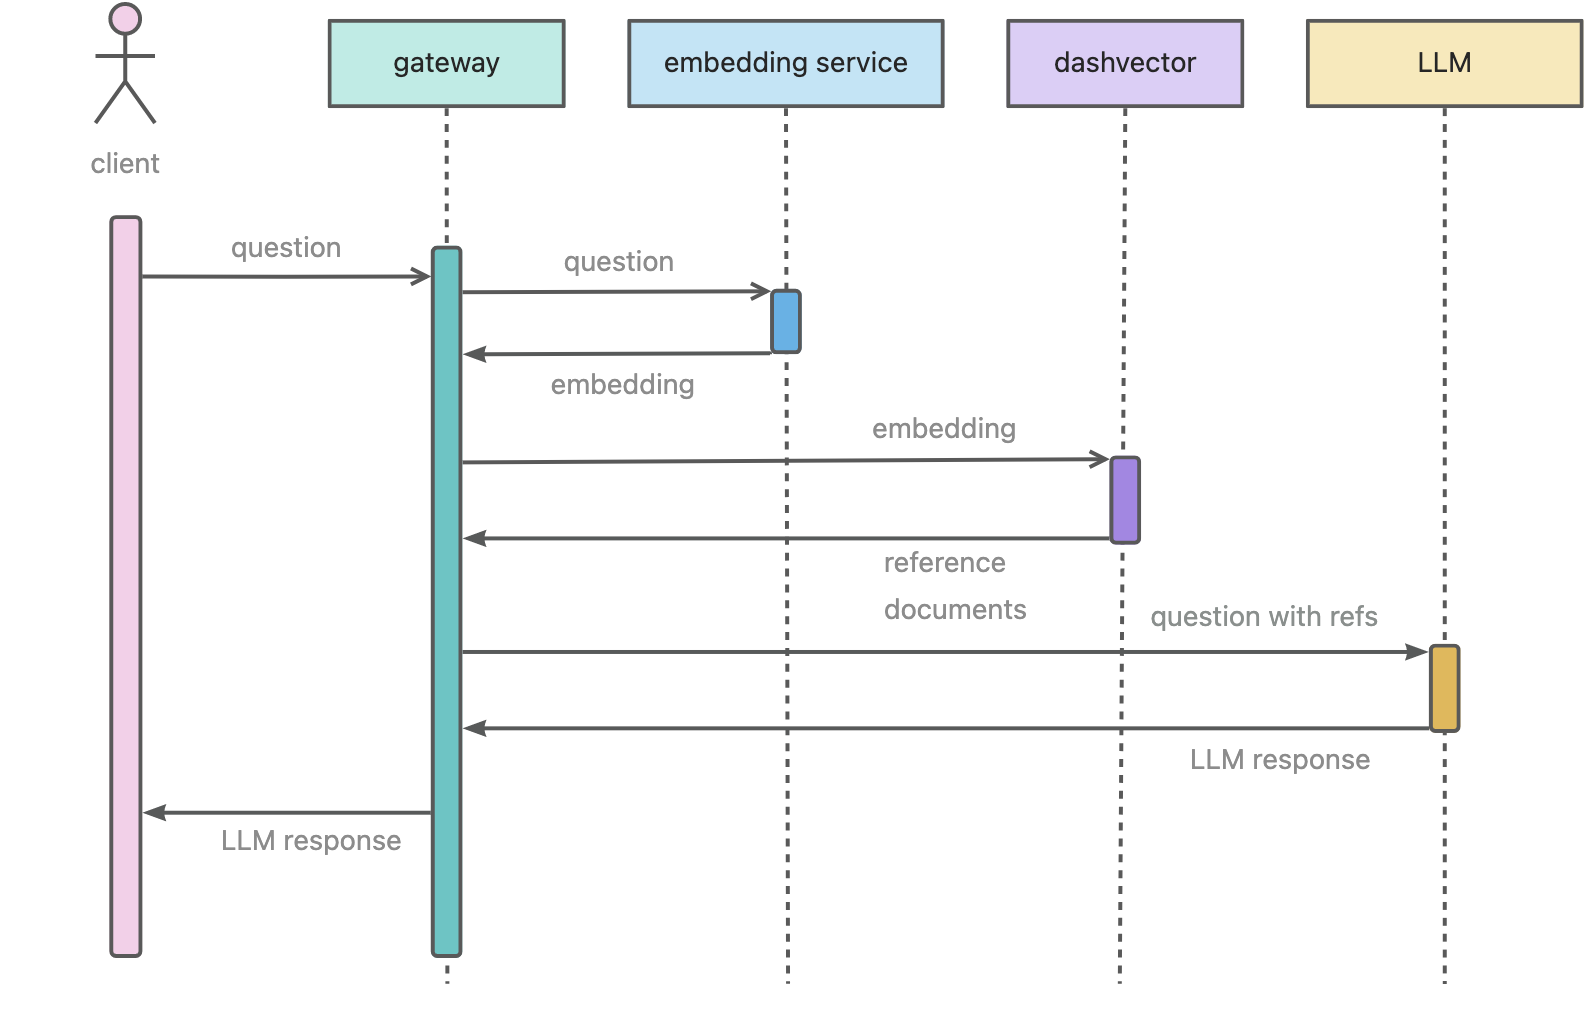 gateway
embedding service
dashvector
LLM
client
question
question
embedding
embedding
reference
documents
question with refs
LLM response
LLM response